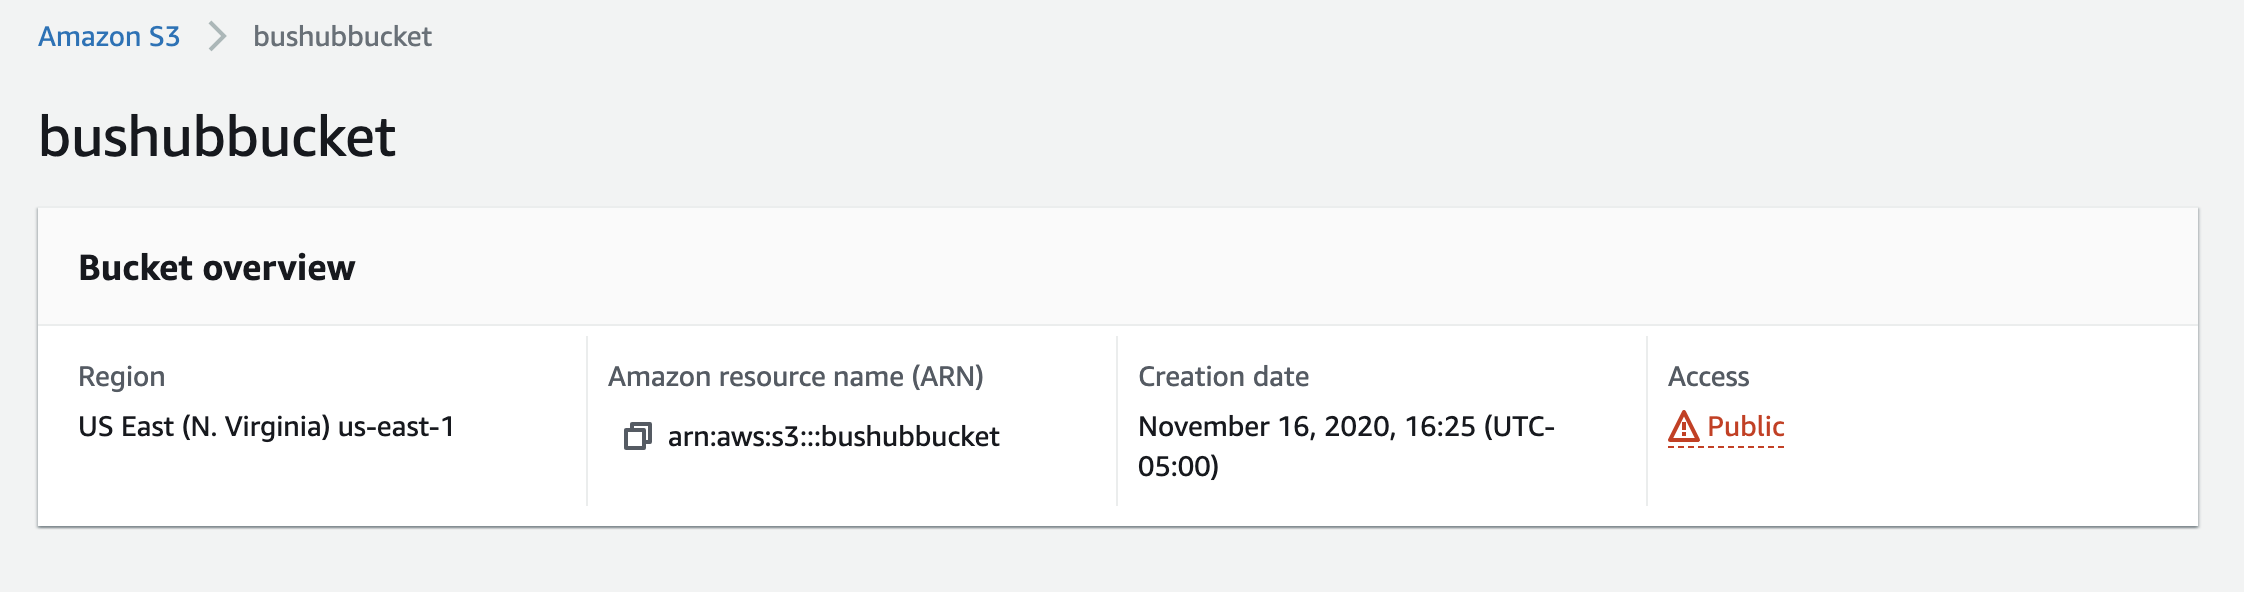 Amazon S3 bushubbucket
bushubbucket
Bucket overview
Region
US East (N. Virginia) us-east-1
Amazon resource name (ARN)
arn:aws:s3:::bushubbucket
Creation date
November 16, 2020, 16:25 (UTC-
05:00)
Access
Public